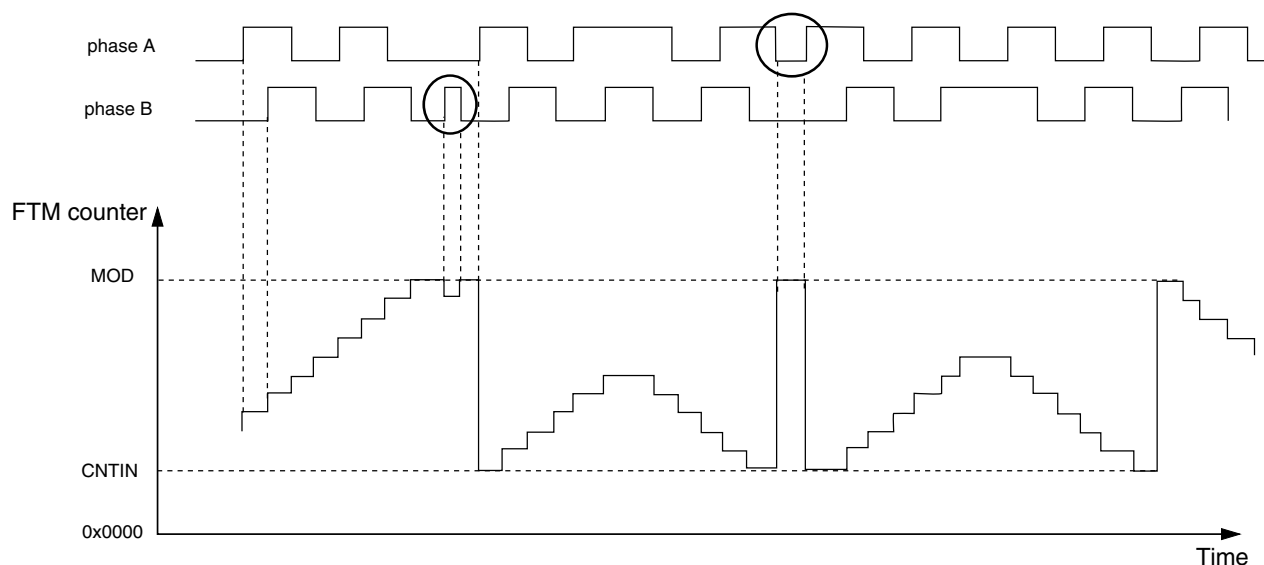 phase A
phase B
FTM counter
MOD
CNTIN
0x0000
Time